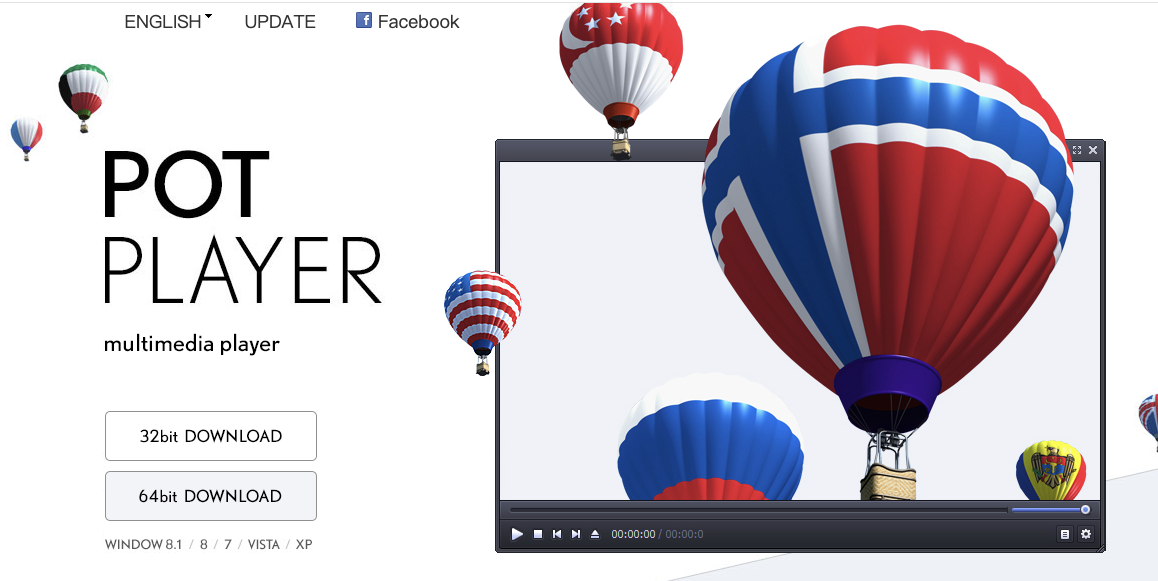 ENGLISH UPDATE Facebook
POT
PLAYER
multimedia player
32bit DOWNLOAD
64bit DOWNLOAD
WINDOW 8.1 / 8 / 7 / VISTA / XP
00:00:00 / 00:00:0